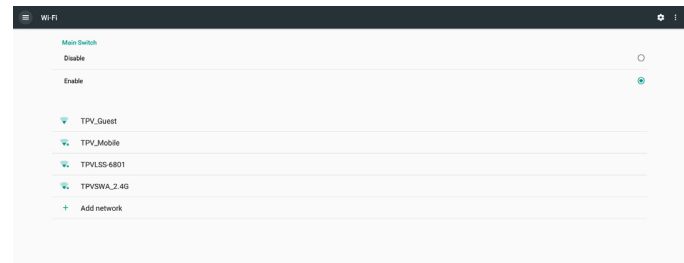 Wi-Fi
Main Switch
Disable
Enable
TPV_Guest
TPV_Mobile
TPVLSS-6801
TPVSWA_2.4G
Add network